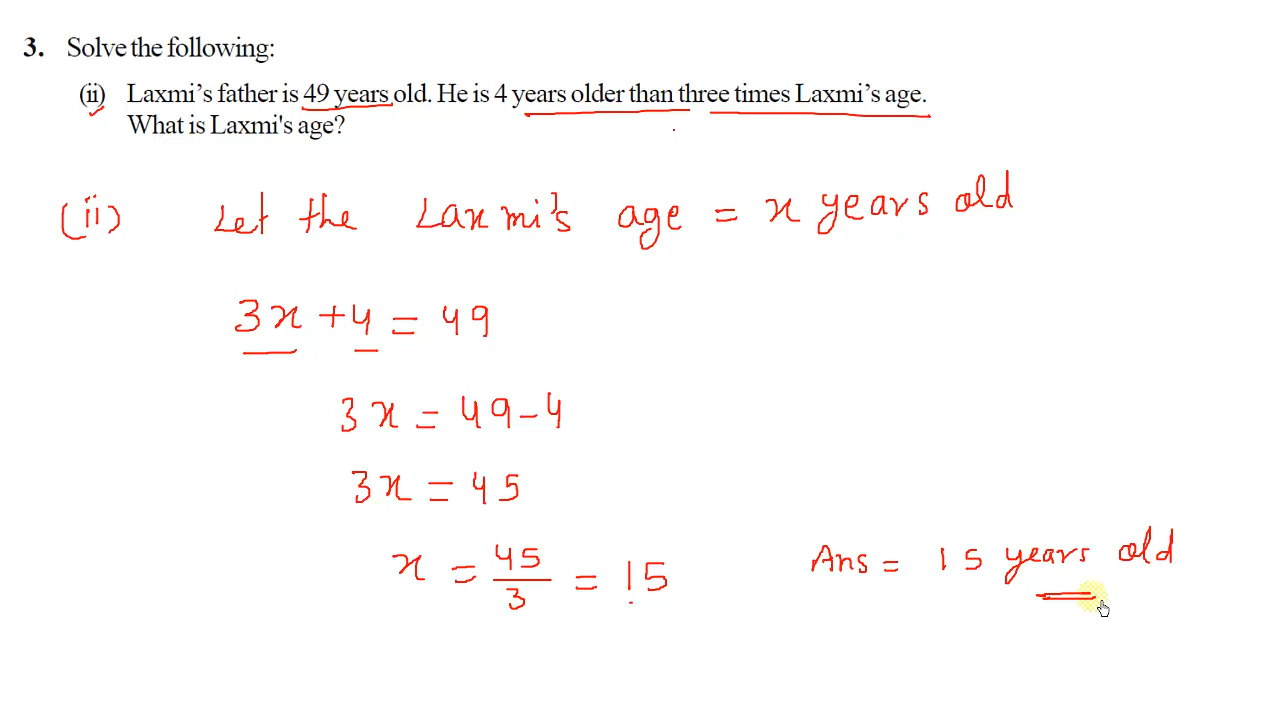 3. Solve the following:
(ii) Laxmi’s father is 49 years old. He is 4 years older than three times Laxmi’s age.
What is Laxmi's age?
(ii) Let the Laxmi's age = x years old
3x + 4 = 49
3x = 49 - 4
3x = 45
x = 45/3 = 15
Ans = 15 years old